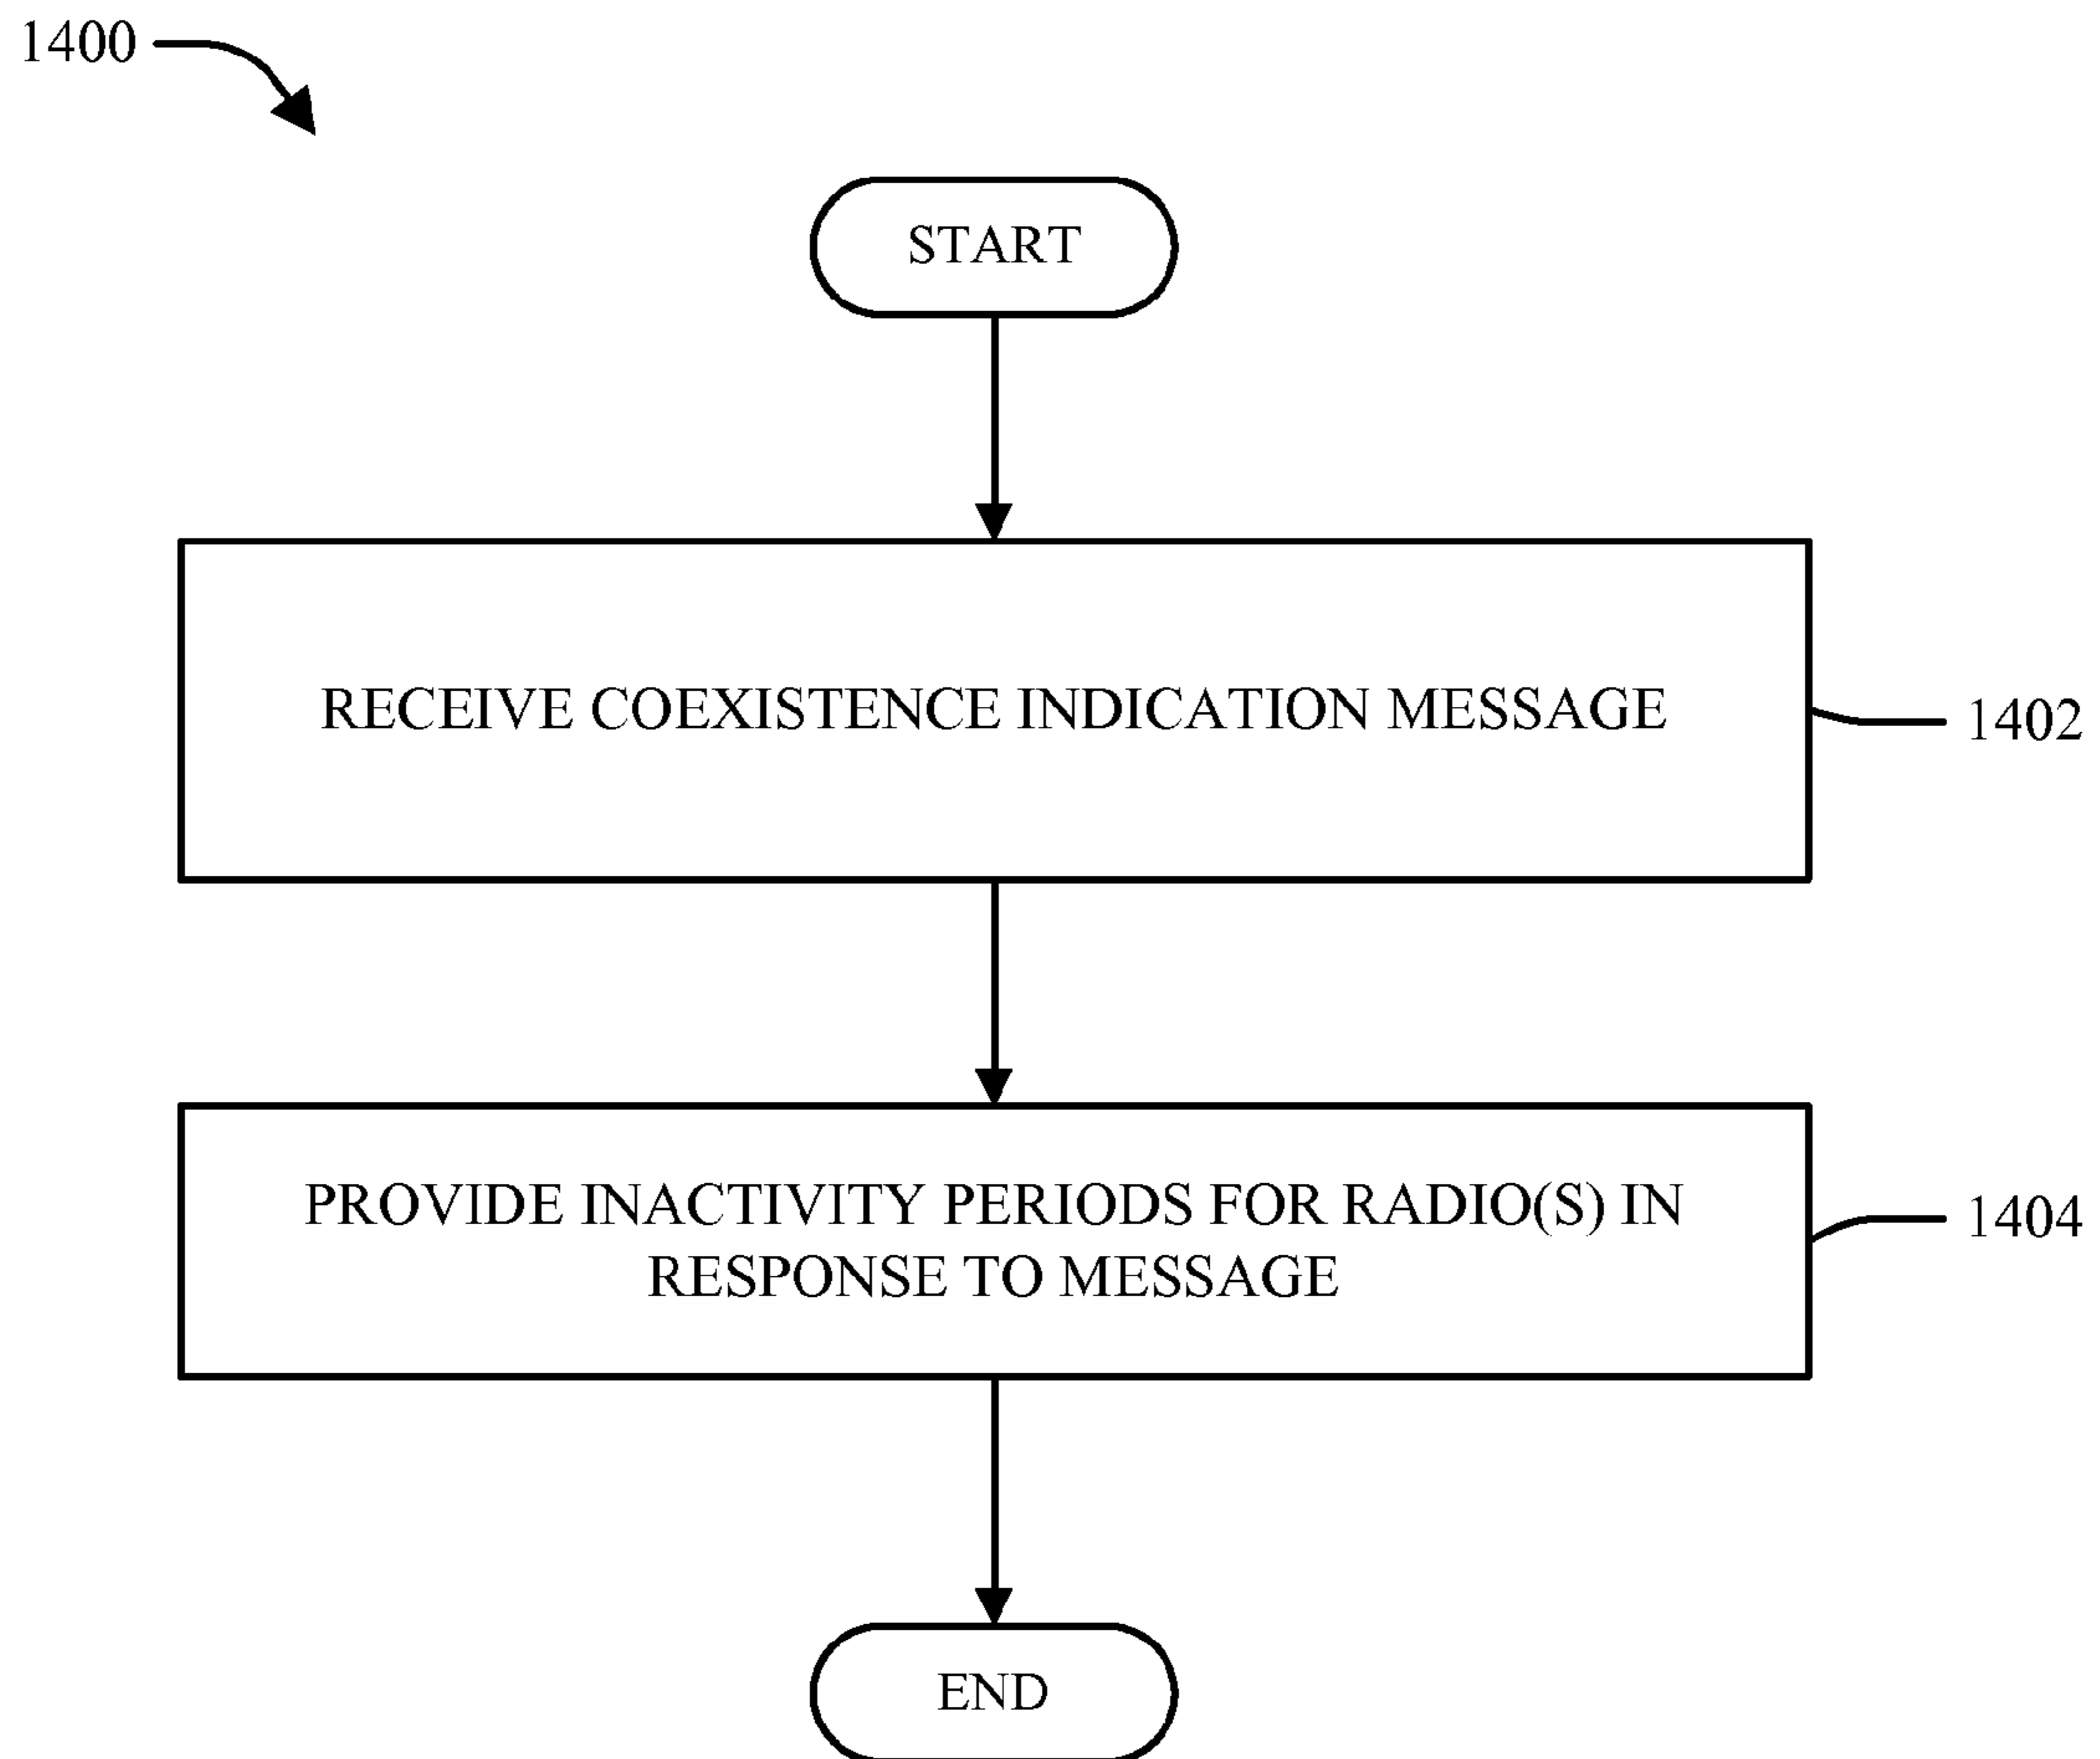 1400
START
RECEIVE COEXISTENCE INDICATION MESSAGE
1402
PROVIDE INACTIVITY PERIODS FOR RADIO(S) IN
RESPONSE TO MESSAGE
1404
END